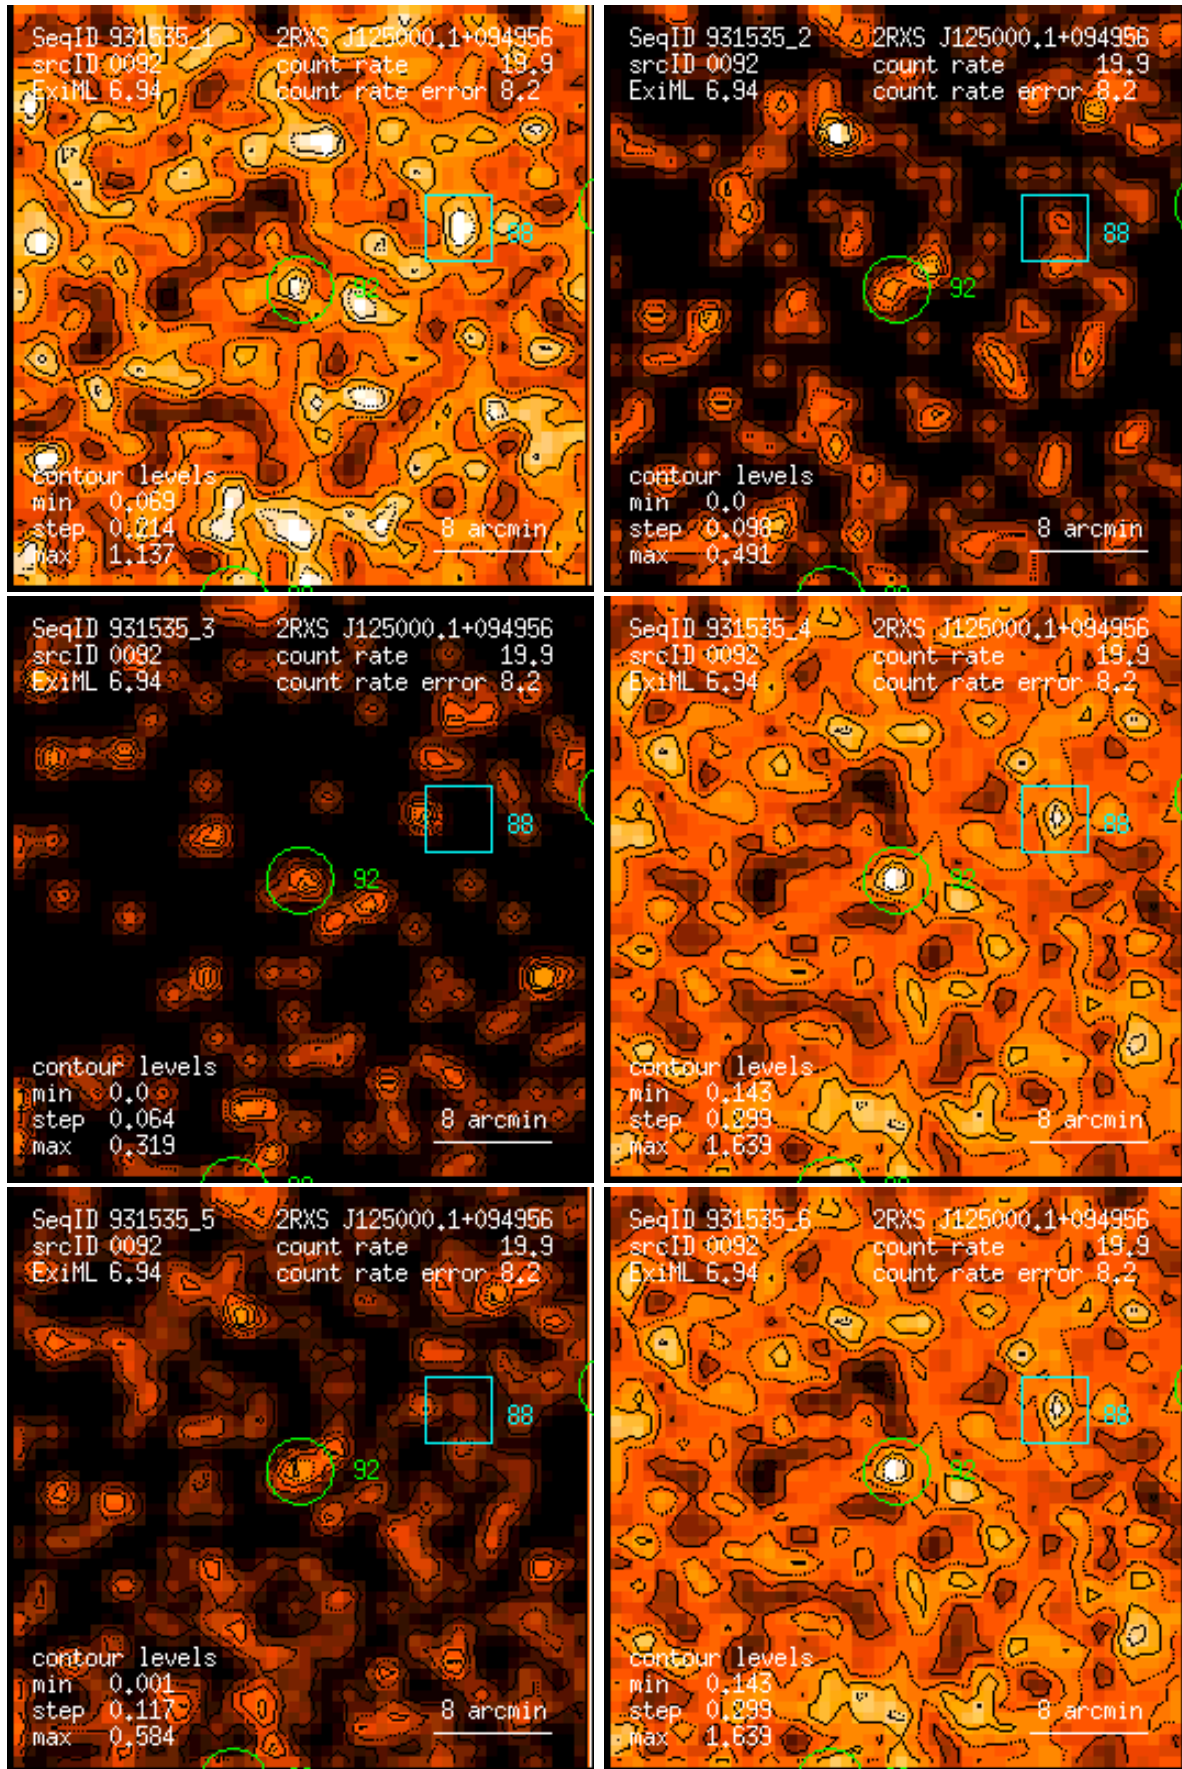 SeqID 931535_1 2RXS J125000.1+094956
srcID 0092 count rate 19.9
ExiML 6.94 count rate error 8.2
88
92
contour levels
min 0.069
step 0.214 8 arcmin
max 1.137
SeqID 931535_2 2RXS J125000.1+094956
srcID 0092 count rate 19.9
ExiML 6.94 count rate error 8.2
88
92
contour levels
min 0.0
step 0.098 8 arcmin
max 0.491
SeqID 931535_3 2RXS J125000.1+094956
srcID 0092 count rate 19.9
ExiML 6.94 count rate error 8.2
88
92
contour levels
min 0.0
step 0.064 8 arcmin
max 0.319
SeqID 931535_4 2RXS J125000.1+094956
srcID 0092 count rate 19.9
ExiML 6.94 count rate error 8.2
88
92
contour levels
min 0.143
step 0.299 8 arcmin
max 1.639
SeqID 931535_5 2RXS J125000.1+094956
srcID 0092 count rate 19.9
ExiML 6.94 count rate error 8.2
88
92
contour levels
min 0.001
step 0.117 8 arcmin
max 0.584
SeqID 931535_6 2RXS J125000.1+094956
srcID 0092 count rate 19.9
ExiML 6.94 count rate error 8.2
88
92
contour levels
min 0.143
step 0.299 8 arcmin
max 1.639